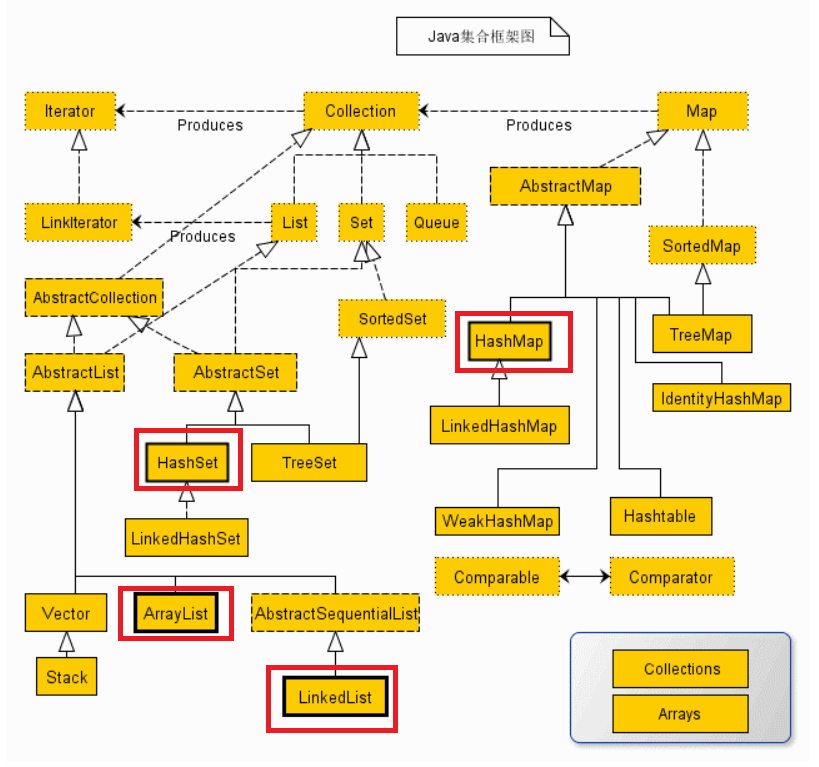 Java集合框架图
Iterator
Collection
Map
Produces
Produces
AbstractMap
LinkIterator
List
Set
Queue
Produces
SortedMap
AbstractCollection
SortedSet
HashMap
TreeMap
AbstractList
AbstractSet
IdentityHashMap
LinkedHashMap
HashSet
TreeSet
WeakHashMap
Hashtable
LinkedHashSet
Comparable
Comparator
Vector
ArrayList
AbstractSequentialList
Stack
LinkedList
Collections
Arrays